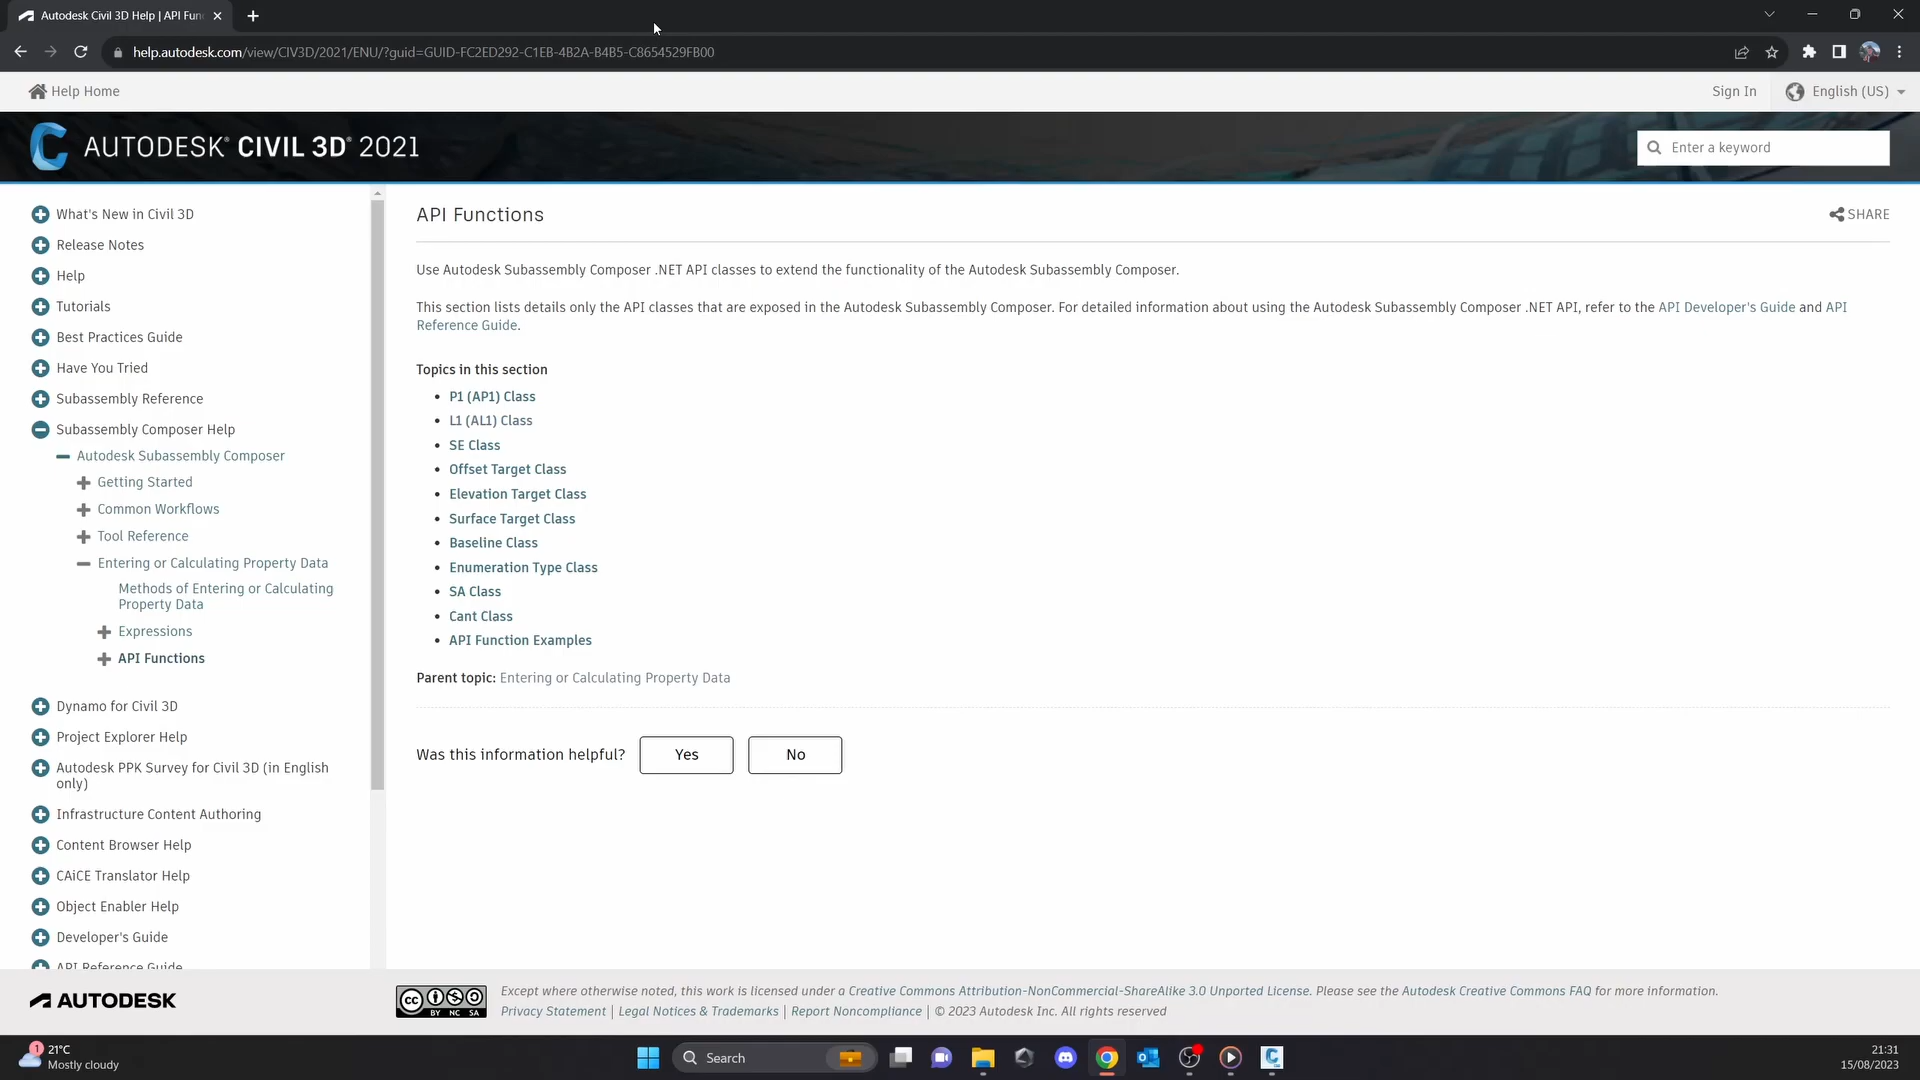 Autodesk Civil 3D Help | API Fun
help.autodesk.com/view/CIV3D/2021/ENU/?guid=GUID-FC2ED292-C1EB-4B2A-B4B5-C8654529FB00
Help Home
Sign In
English (US)
AUTODESK® CIVIL 3D® 2021
Enter a keyword
What's New in Civil 3D
Release Notes
Help
Tutorials
Best Practices Guide
Have You Tried
Subassembly Reference
Subassembly Composer Help
Autodesk Subassembly Composer
Getting Started
Common Workflows
Tool Reference
Entering or Calculating Property Data
Methods of Entering or Calculating
Property Data
Expressions
API Functions
Dynamo for Civil 3D
Project Explorer Help
Autodesk PPK Survey for Civil 3D (in English
only)
Infrastructure Content Authoring
Content Browser Help
CAiCE Translator Help
Object Enabler Help
Developer's Guide
API Reference Guide
API Functions
SHARE
Use Autodesk Subassembly Composer .NET API classes to extend the functionality of the Autodesk Subassembly Composer.
This section lists details only the API classes that are exposed in the Autodesk Subassembly Composer. For detailed information about using the Autodesk Subassembly Composer .NET API, refer to the API Developer's Guide and API
Reference Guide.
Topics in this section
• P1 (AP1) Class
• L1 (AL1) Class
• SE Class
• Offset Target Class
• Elevation Target Class
• Surface Target Class
• Baseline Class
• Enumeration Type Class
• SA Class
• Cant Class
• API Function Examples
Parent topic: Entering or Calculating Property Data
Was this information helpful?
Yes
No
AUTODESK
cc
BY NC SA
Except where otherwise noted, this work is licensed under a Creative Commons Attribution-NonCommercial-ShareAlike 3.0 Unported License. Please see the Autodesk Creative Commons FAQ for more information.
Privacy Statement | Legal Notices & Trademarks | Report Noncompliance | © 2023 Autodesk Inc. All rights reserved
1
21°C
Mostly cloudy
Search
21:31
15/08/2023